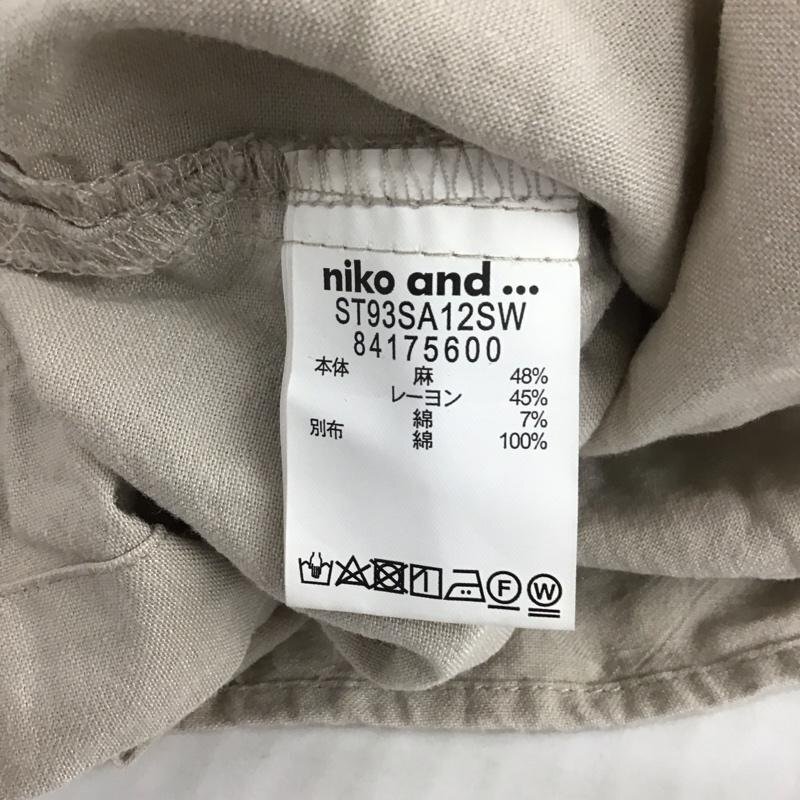 niko and ...
ST93SA12SW
84175600
本体 麻 48%
レーヨン 45%
綿 7%
別布 綿 100%
F W